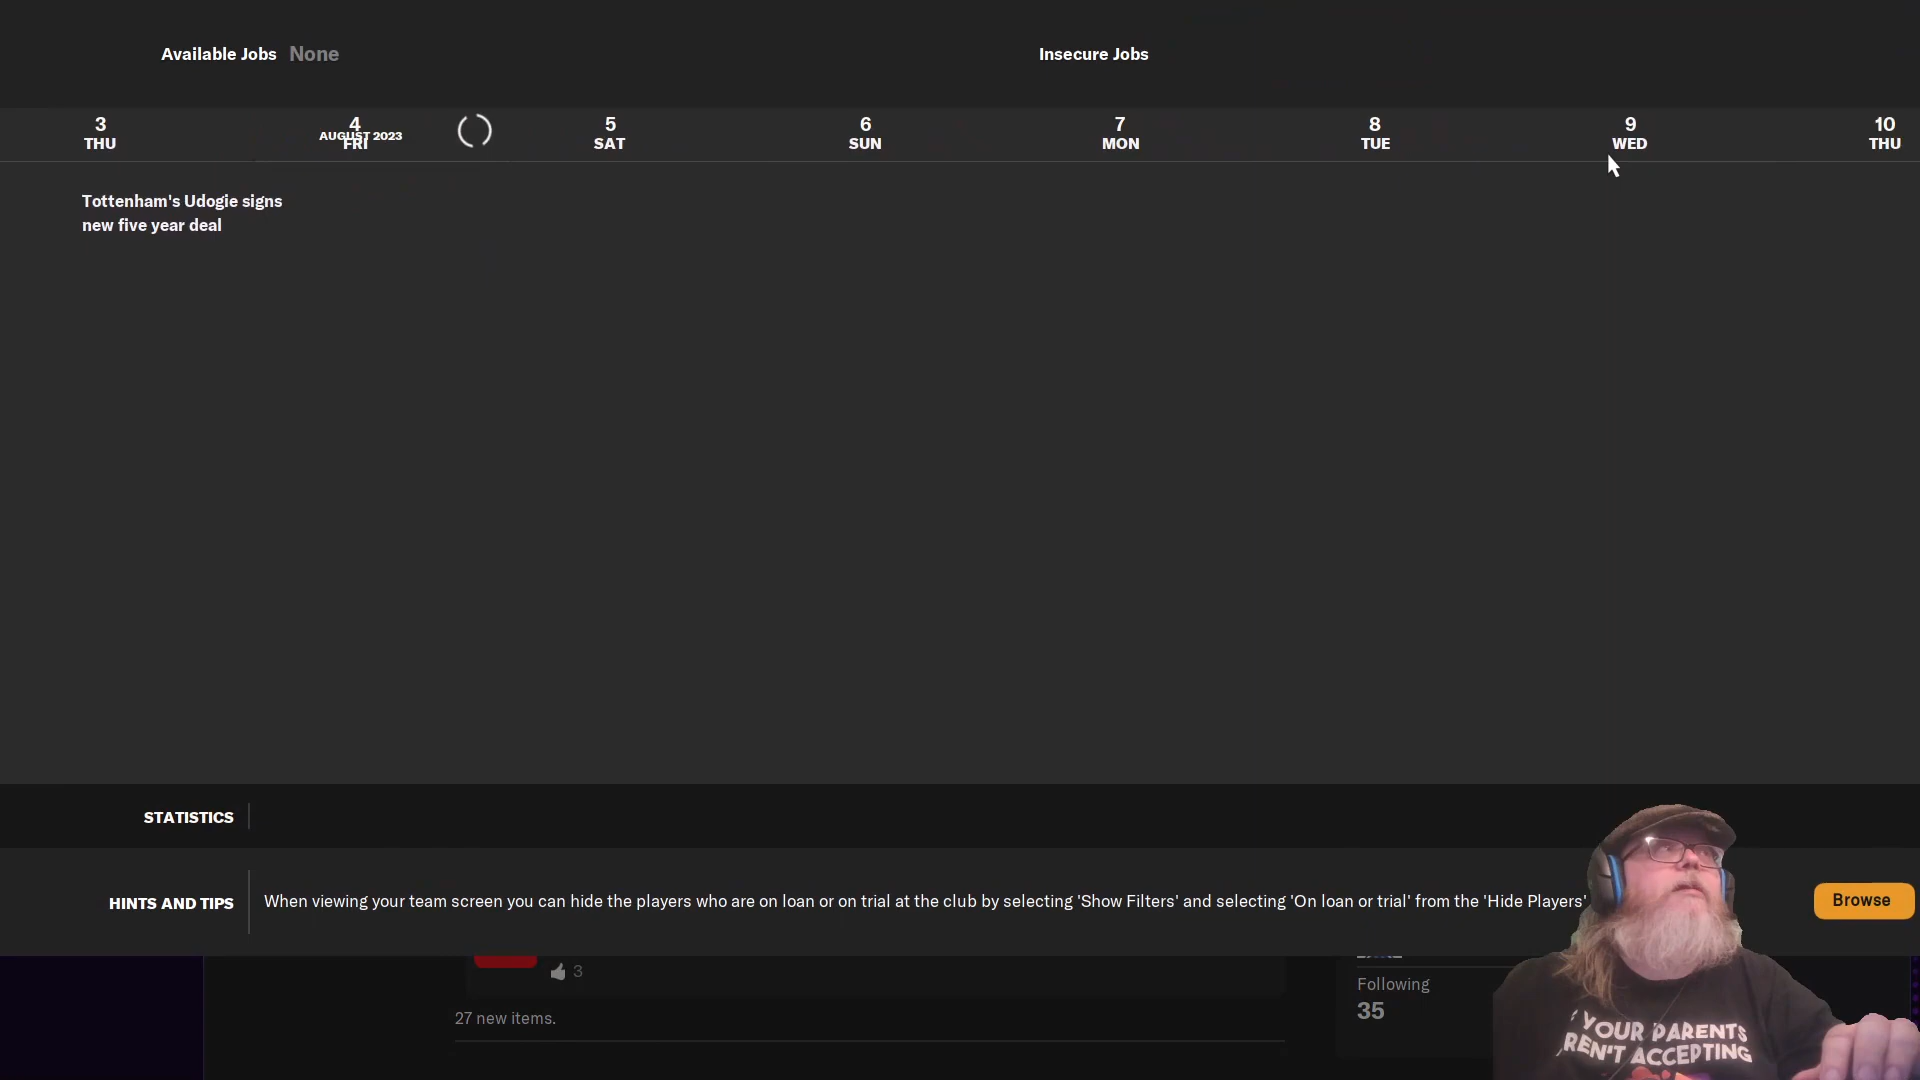 Available Jobs None
Insecure Jobs
3 THU
4 FRI
AUGUST 2023
5 SAT
6 SUN
7 MON
8 TUE
9 WED
10 THU
Tottenham's Udogie signs
new five year deal
STATISTICS
HINTS AND TIPS
When viewing your team screen you can hide the players who are on loan or on trial at the club by selecting 'Show Filters' and selecting 'On loan or trial' from the 'Hide Players'
Browse
3
Following
35
27 new items.
YOUR PARENTS
AREN'T ACCEPTING